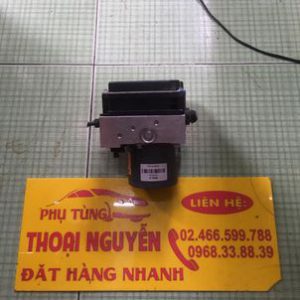 PHỤ TÙNG
THOẠI NGUYỄN
ĐẶT HÀNG NHANH
LIÊN HỆ:
02.466.599.788
0968.33.88.39